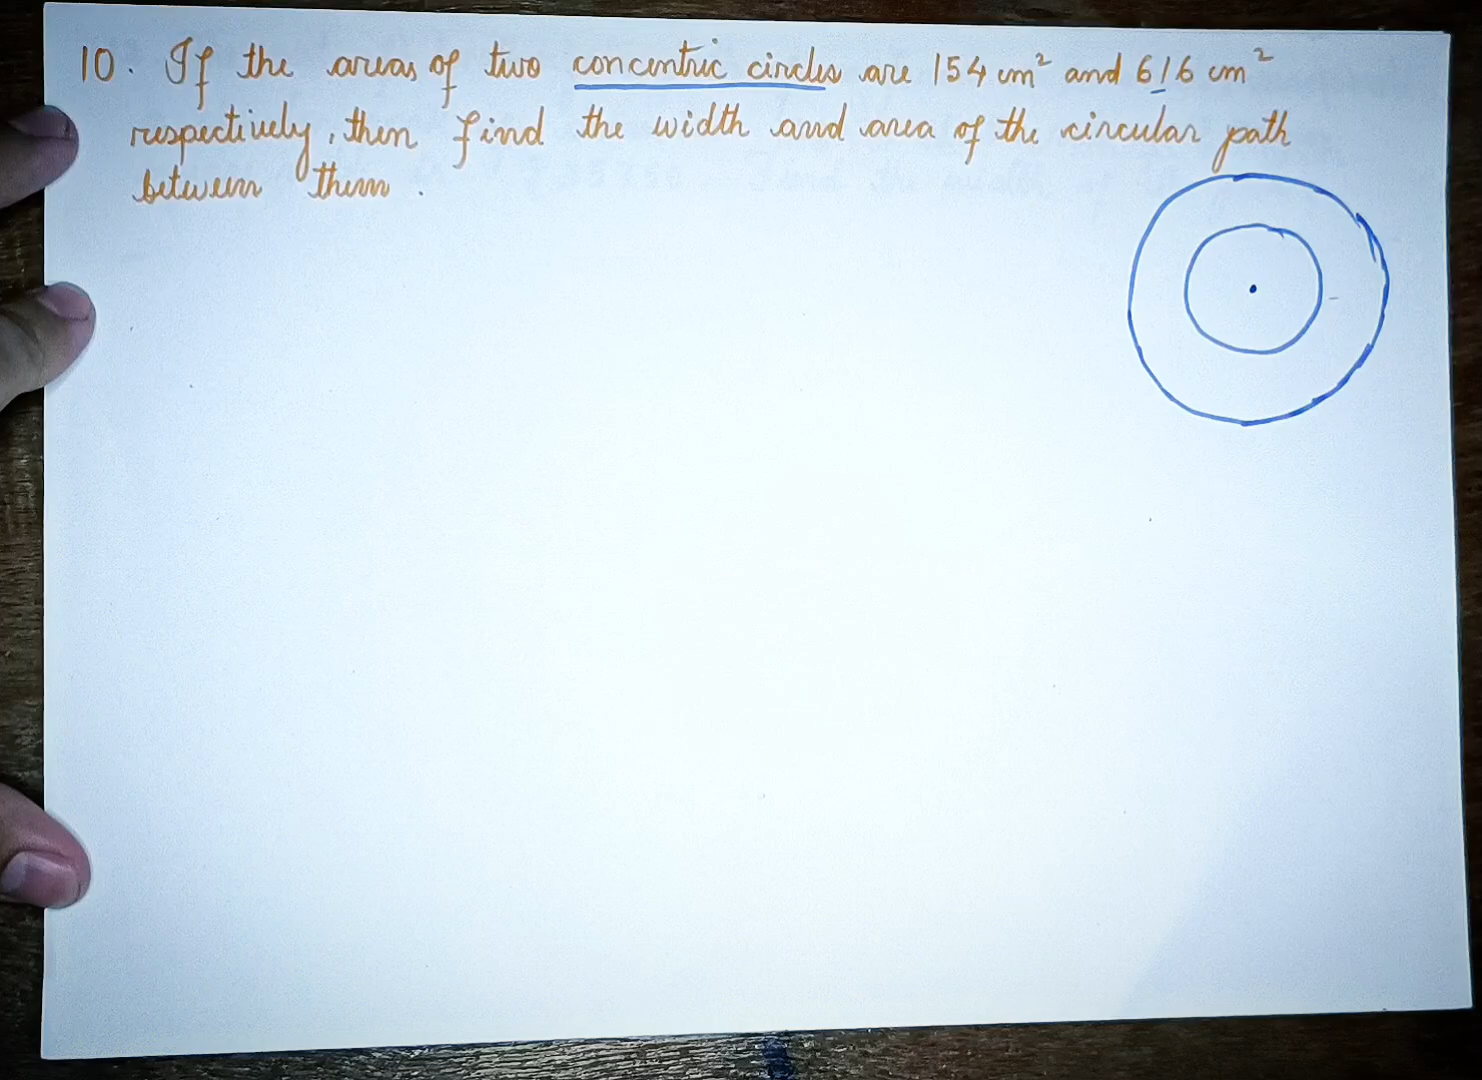 10. If the areas of two concentric circles are 154 cm² and 616 cm²
respectively, then find the width and area of the circular path
between them.